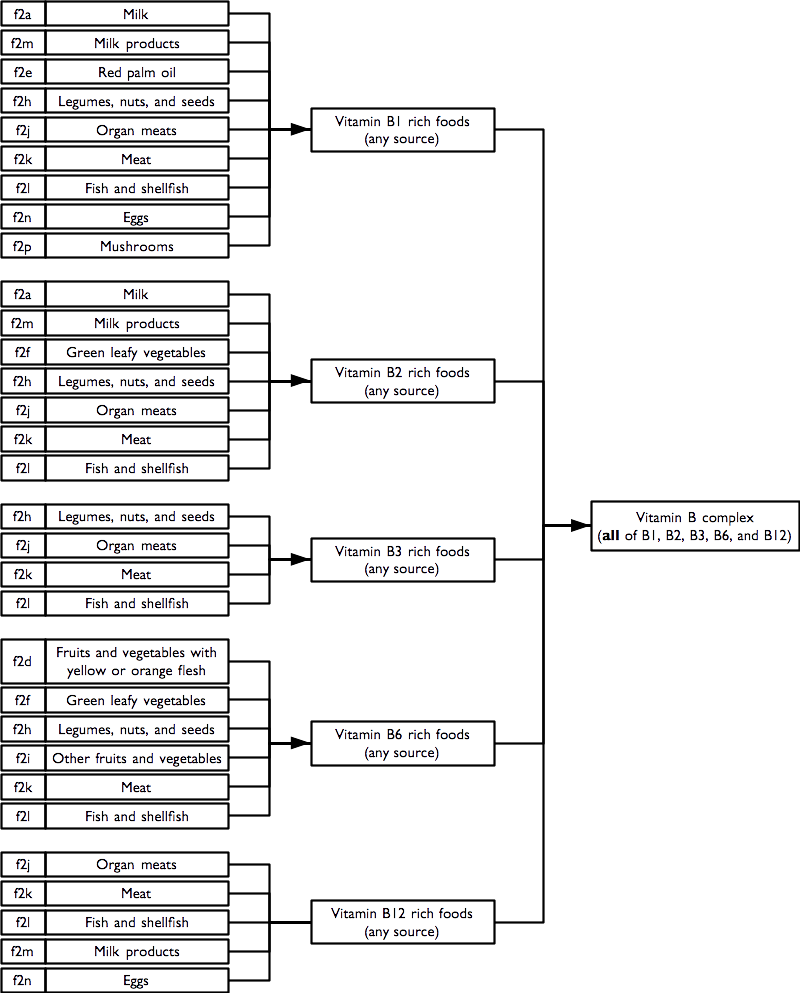 f2a Milk
f2m Milk products
f2e Red palm oil
f2h Legumes, nuts, and seeds
f2j Organ meats
f2k Meat
f2l Fish and shellfish
f2n Eggs
f2p Mushrooms
Vitamin B1 rich foods
(any source)
f2a Milk
f2m Milk products
f2f Green leafy vegetables
f2h Legumes, nuts, and seeds
f2j Organ meats
f2k Meat
f2l Fish and shellfish
Vitamin B2 rich foods
(any source)
f2h Legumes, nuts, and seeds
f2j Organ meats
f2k Meat
f2l Fish and shellfish
Vitamin B3 rich foods
(any source)
f2d Fruits and vegetables with
yellow or orange flesh
f2f Green leafy vegetables
f2h Legumes, nuts, and seeds
f2i Other fruits and vegetables
f2k Meat
f2l Fish and shellfish
Vitamin B6 rich foods
(any source)
f2j Organ meats
f2k Meat
f2l Fish and shellfish
f2m Milk products
f2n Eggs
Vitamin B12 rich foods
(any source)
Vitamin B complex
(all of B1, B2, B3, B6, and B12)